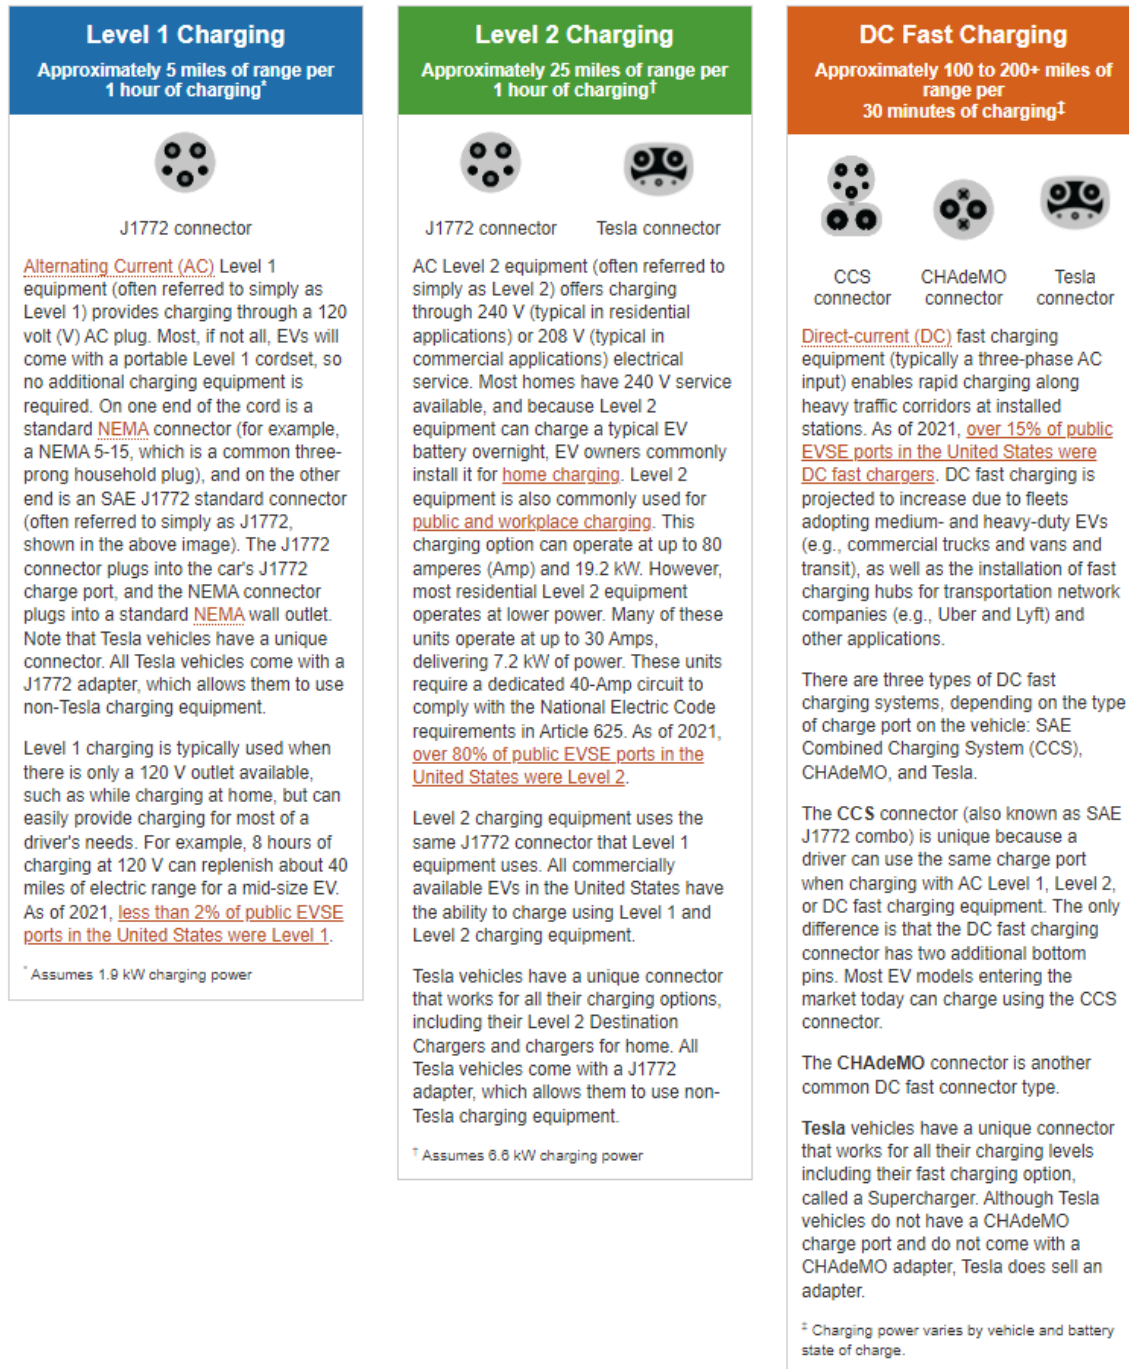 Level 1 Charging
Approximately 5 miles of range per
1 hour of charging*
J1772 connector
Alternating Current (AC) Level 1
equipment (often referred to simply as
Level 1) provides charging through a 120
volt (V) AC plug. Most, if not all, EVs will
come with a portable Level 1 cordset, so
no additional charging equipment is
required. On one end of the cord is a
standard NEMA connector (for example,
a NEMA 5-15, which is a common three-
prong household plug), and on the other
end is an SAE J1772 standard connector
(often referred to simply as J1772,
shown in the above image). The J1772
connector plugs into the car's J1772
charge port, and the NEMA connector
plugs into a standard NEMA wall outlet.
Note that Tesla vehicles have a unique
connector. All Tesla vehicles come with a
J1772 adapter, which allows them to use
non-Tesla charging equipment.
Level 1 charging is typically used when
there is only a 120 V outlet available,
such as while charging at home, but can
easily provide charging for most of a
driver's needs. For example, 8 hours of
charging at 120 V can replenish about 40
miles of electric range for a mid-size EV.
As of 2021, less than 2% of public EVSE
ports in the United States were Level 1.
* Assumes 1.9 kW charging power
Level 2 Charging
Approximately 25 miles of range per
1 hour of charging†
J1772 connector
Tesla connector
AC Level 2 equipment (often referred to
simply as Level 2) offers charging
through 240 V (typical in residential
applications) or 208 V (typical in
commercial applications) electrical
service. Most homes have 240 V service
available, and because Level 2
equipment can charge a typical EV
battery overnight, EV owners commonly
install it for home charging. Level 2
equipment is also commonly used for
public and workplace charging. This
charging option can operate at up to 80
amperes (Amp) and 19.2 kW. However,
most residential Level 2 equipment
operates at lower power. Many of these
units operate at up to 30 Amps,
delivering 7.2 kW of power. These units
require a dedicated 40-Amp circuit to
comply with the National Electric Code
requirements in Article 625. As of 2021,
over 80% of public EVSE ports in the
United States were Level 2.
Level 2 charging equipment uses the
same J1772 connector that Level 1
equipment uses. All commercially
available EVs in the United States have
the ability to charge using Level 1 and
Level 2 charging equipment.
Tesla vehicles have a unique connector
that works for all their charging options,
including their Level 2 Destination
Chargers and chargers for home. All
Tesla vehicles come with a J1772
adapter, which allows them to use non-
Tesla charging equipment.
† Assumes 6.6 kW charging power
DC Fast Charging
Approximately 100 to 200+ miles of
range per
30 minutes of charging‡
CCS
connector
CHAdeMO
connector
Tesla
connector
Direct-current (DC) fast charging
equipment (typically a three-phase AC
input) enables rapid charging along
heavy traffic corridors at installed
stations. As of 2021, over 15% of public
EVSE ports in the United States were
DC fast chargers. DC fast charging is
projected to increase due to fleets
adopting medium- and heavy-duty EVs
(e.g., commercial trucks and vans and
transit), as well as the installation of fast
charging hubs for transportation network
companies (e.g., Uber and Lyft) and
other applications.
There are three types of DC fast
charging systems, depending on the type
of charge port on the vehicle: SAE
Combined Charging System (CCS),
CHAdeMO, and Tesla.
The CCS connector (also known as SAE
J1772 combo) is unique because a
driver can use the same charge port
when charging with AC Level 1, Level 2,
or DC fast charging equipment. The only
difference is that the DC fast charging
connector has two additional bottom
pins. Most EV models entering the
market today can charge using the CCS
connector.
The CHAdeMO connector is another
common DC fast connector type.
Tesla vehicles have a unique connector
that works for all their charging levels
including their fast charging option,
called a Supercharger. Although Tesla
vehicles do not have a CHAdeMO
charge port and do not come with a
CHAdeMO adapter, Tesla does sell an
adapter.
‡ Charging power varies by vehicle and battery
state of charge.